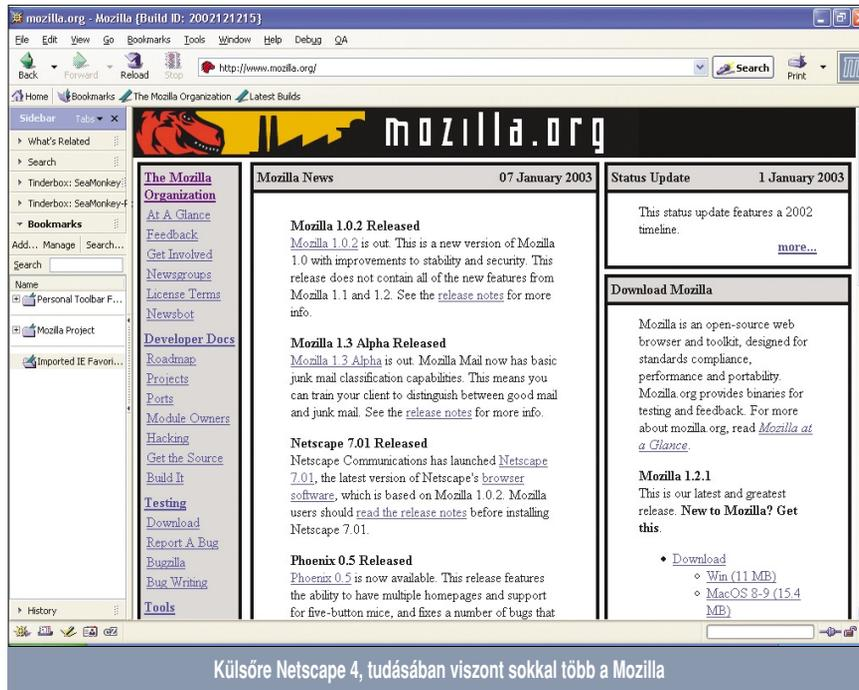 mozilla.org - Mozilla {Build ID: 2002121215}
File Edit View Go Bookmarks Tools Window Help Debug QA
Back Forward Reload Stop http://www.mozilla.org/ Search Print
Home Bookmarks The Mozilla Organization Latest Builds
Sidebar Tabs
What's Related
Search
Tinderbox: SeaMonkey
Tinderbox: SeaMonkey-F
Bookmarks
Add... Manage Search...
Search
Name
Personal Toolbar F...
Mozilla Project
Imported IE Favori...
History
mozilla.org
The Mozilla
Organization
At A Glance
Feedback
Get Involved
Newsgroups
License Terms
Newsbot
Developer Docs
Roadmap
Projects
Ports
Module Owners
Hacking
Get the Source
Build It
Testing
Download
Report A Bug
Bugzilla
Bug Writing
Tools
Mozilla News 07 January 2003
Mozilla 1.0.2 Released
Mozilla 1.0.2 is out. This is a new version of Mozilla
1.0 with improvements to stability and security. This
release does not contain all of the new features from
Mozilla 1.1 and 1.2. See the release notes for more
info.
Mozilla 1.3 Alpha Released
Mozilla 1.3 Alpha is out. Mozilla Mail now has basic
junk mail classification capabilities. This means you
can train your client to distinguish between good mail
and junk mail. See the release notes for more info.
Netscape 7.01 Released
Netscape Communications has launched Netscape
7.01, the latest version of Netscape's browser
software, which is based on Mozilla 1.0.2. Mozilla
users should read the release notes before installing
Netscape 7.01.
Phoenix 0.5 Released
Phoenix 0.5 is now available. This release features
the ability to have multiple homepages and support
for five-button mice, and fixes a number of bugs that
Status Update 1 January 2003
This status update features a 2002
timeline.
more...
Download Mozilla
Mozilla is an open-source web
browser and toolkit, designed for
standards compliance,
performance and portability.
Mozilla.org provides binaries for
testing and feedback. For more
about mozilla.org, read Mozilla at
a Glance.
Mozilla 1.2.1
This is our latest and greatest
release. New to Mozilla? Get
this.
Download
Win (11 MB)
MacOS 8-9 (15.4
MB)
Külsőre Netscape 4, tudásában viszont sokkal több a Mozilla